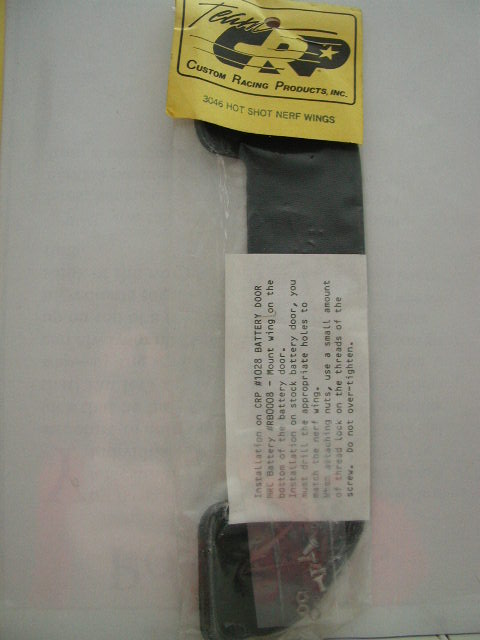 Team
CRP
CUSTOM RACING PRODUCTS, INC.
3046 HOT SHOT NERF WINGS
Installation on CRP #1028 BATTERY DOOR
Battery #RB0008 - Mount wing on the
bottom of the battery door.
Installation on stock battery door, you
must drill the appropriate holes to
match the nerf wing.
When attaching nuts, use a small amount
of thread lock on the threads of the
screw. Do not over-tighten.